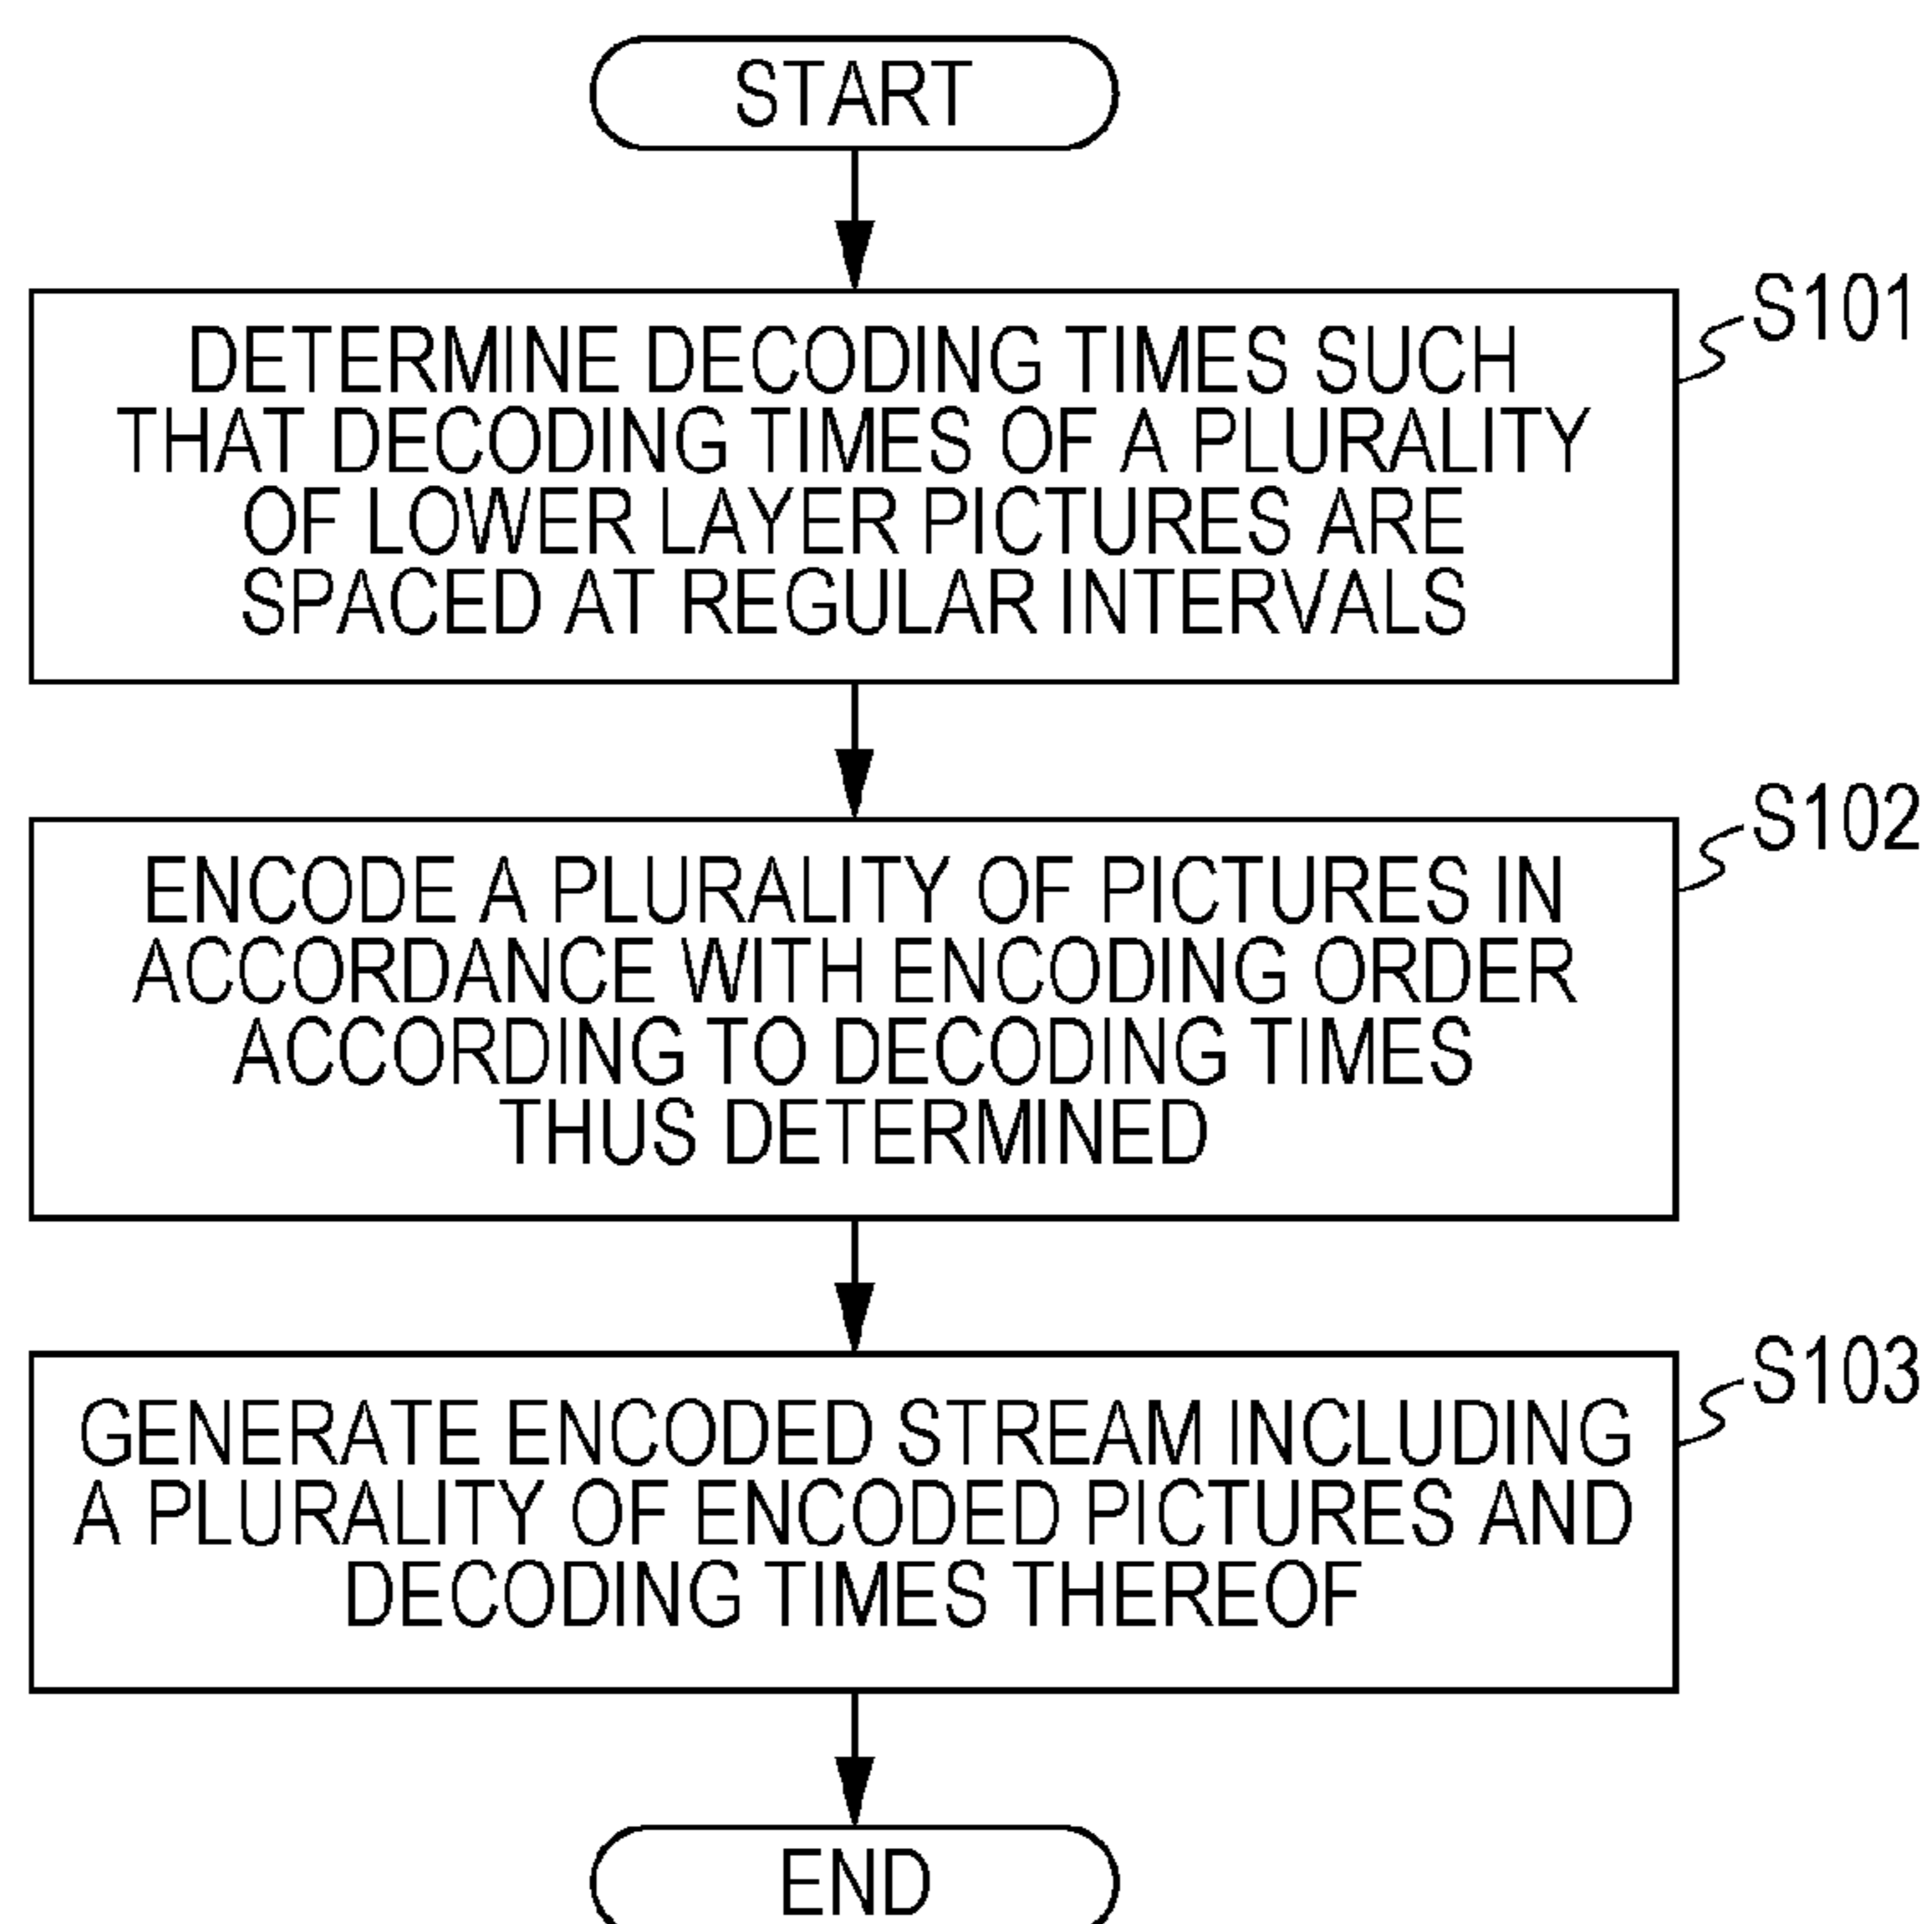 START
S101
DETERMINE DECODING TIMES SUCH
THAT DECODING TIMES OF A PLURALITY
OF LOWER LAYER PICTURES ARE
SPACED AT REGULAR INTERVALS
S102
ENCODE A PLURALITY OF PICTURES IN
ACCORDANCE WITH ENCODING ORDER
ACCORDING TO DECODING TIMES
THUS DETERMINED
S103
GENERATE ENCODED STREAM INCLUDING
A PLURALITY OF ENCODED PICTURES AND
DECODING TIMES THEREOF
END